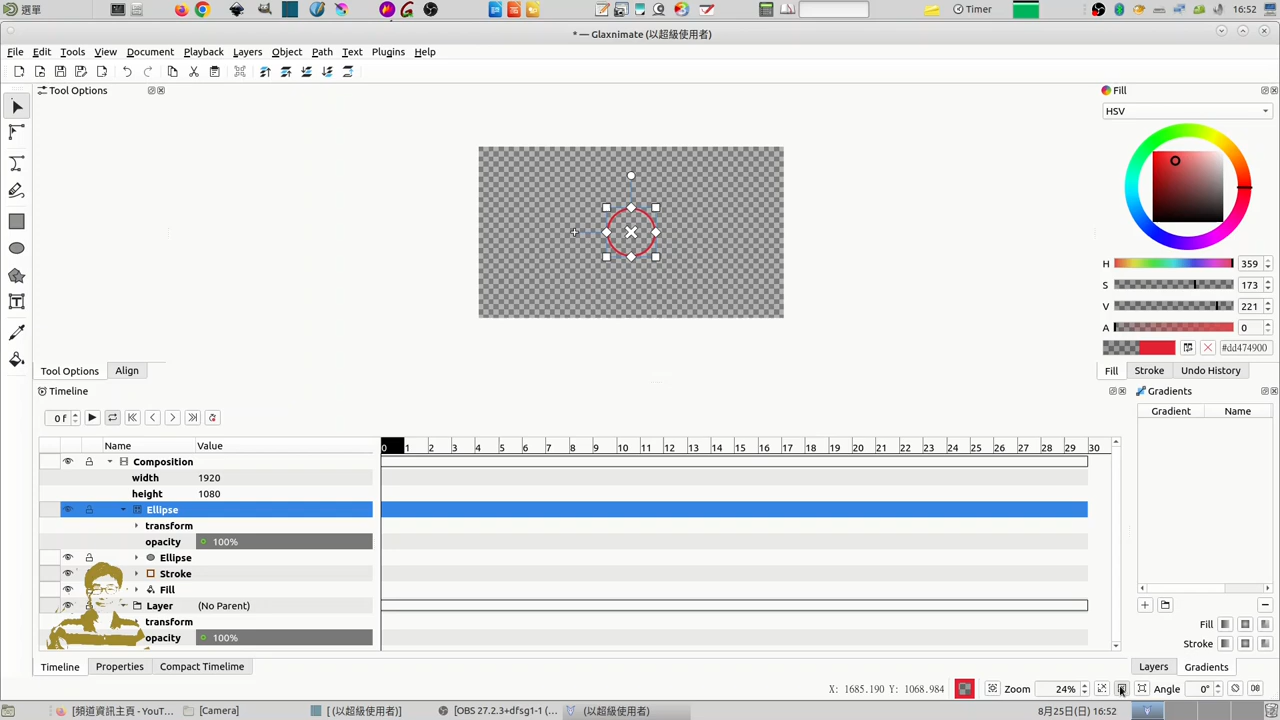 選單 Timer 16:52
* — Glaxnimate (以超級使用者)
File Edit Tools View Document Playback Layers Object Path Text Plugins Help
Tool Options Fill
HSV
H 359
S 173
V 221
A 0
#dd474900
Tool Options Align Fill Stroke Undo History
Timeline Gradients
0 f Gradient Name
Name Value 0 1 2 3 4 5 6 7 8 9 10 11 12 13 14 15 16 17 18 19 20 21 22 23 24 25 26 27 28 29 30
Composition
width 1920
height 1080
Ellipse
transform
opacity 100%
Ellipse
Stroke
Fill
Layer (No Parent)
transform
opacity 100%
Fill
Stroke
Timeline Properties Compact Timeline Layers Gradients
X: 1685.190 Y: 1068.984 Zoom 24% Angle 0°
[頻道資訊主頁 - YouT... [Camera] [ (以超級使用者)] [OBS 27.2.3+dfsg1-1 (... (以超級使用者) 8月25日(日) 16:52